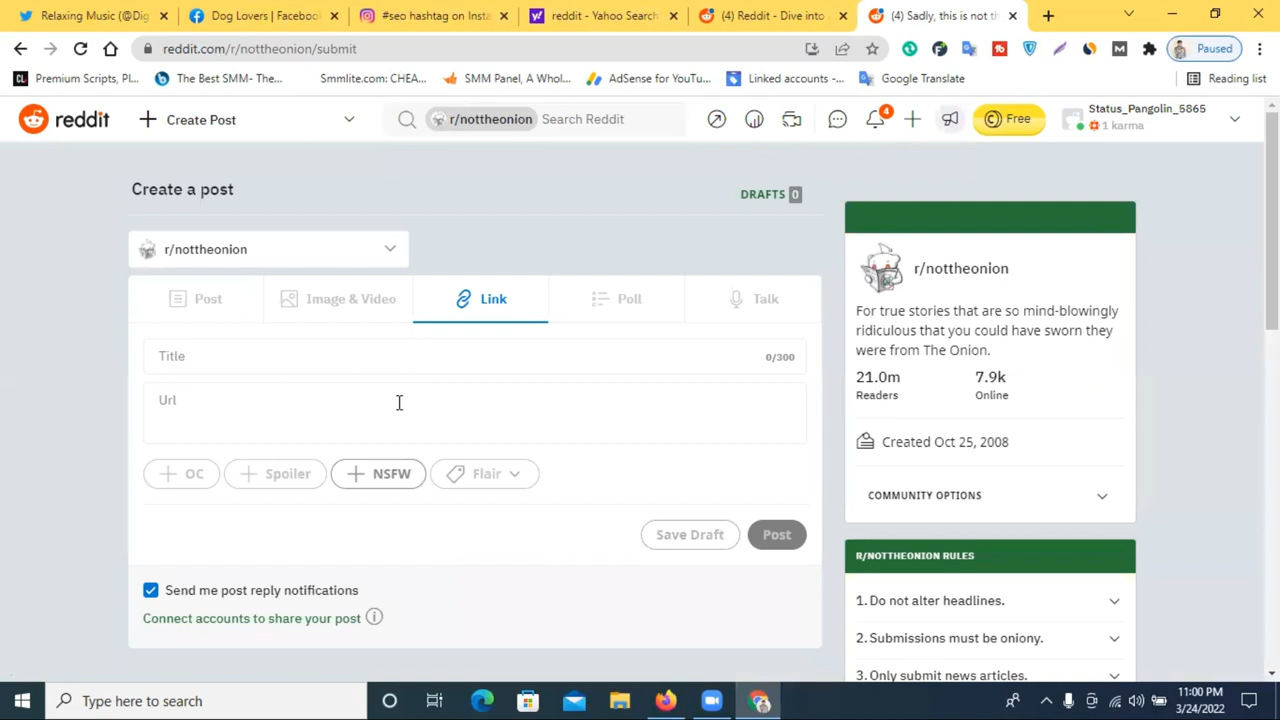 Relaxing Music (@Dig
Dog Lovers | Facebook
#seo hashtag on Insta
reddit - Yahoo Search
(4) Reddit - Dive into
(4) Sadly, this is not th
reddit.com/r/nottheonion/submit
Paused
Premium Scripts, Pl...
The Best SMM- The...
Smmlite.com: CHEA...
SMM Panel, A Whol...
AdSense for YouTu...
Linked accounts -...
Google Translate
Reading list
reddit
Create Post
r/nottheonion
Search Reddit
4
Free
Status_Pangolin_5865
1 karma
Create a post
DRAFTS 0
r/nottheonion
Post
Image & Video
Link
Poll
Talk
Title
0/300
Url
OC
Spoiler
NSFW
Flair
Save Draft
Post
Send me post reply notifications
Connect accounts to share your post
r/nottheonion
For true stories that are so mind-blowingly
ridiculous that you could have sworn they
were from The Onion.
21.0m
7.9k
Readers
Online
Created Oct 25, 2008
COMMUNITY OPTIONS
R/NOTTHEONION RULES
1. Do not alter headlines.
2. Submissions must be oniony.
3. Only submit news articles.
Type here to search
11:00 PM
3/24/2022